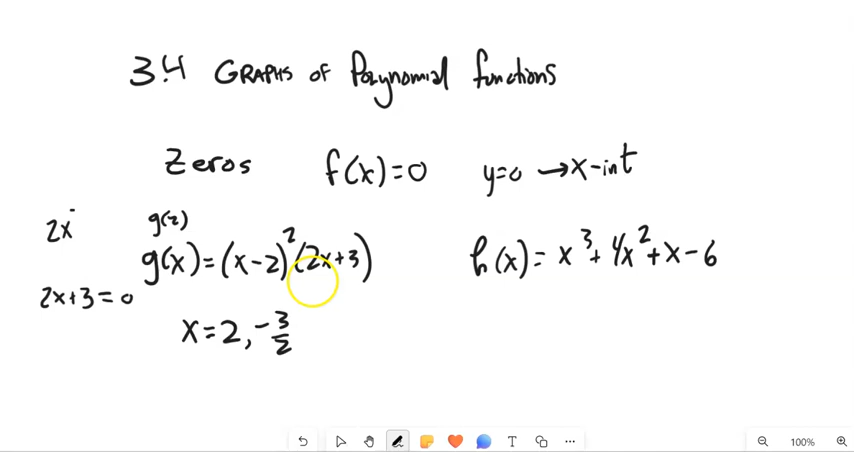 3.4 GRAPHS of Polynomial functions
Zeros f(x)=0 y=0 →x-int
2x
g(2)
g(x)=(x-2)²(2x+3) h(x)=x³+4x²+x-6
2x+3=0
x=2,-3/2
100%